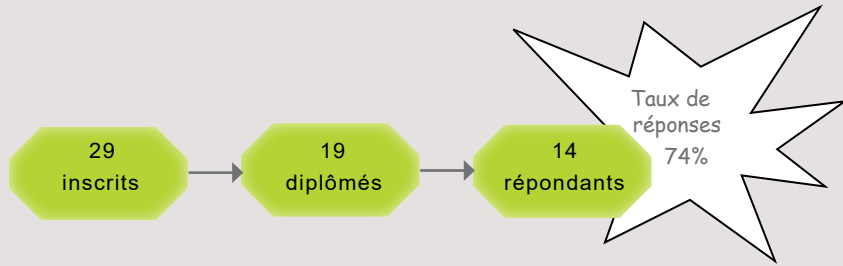 29
inscrits
19
diplômés
14
répondants
Taux de
réponses
74%